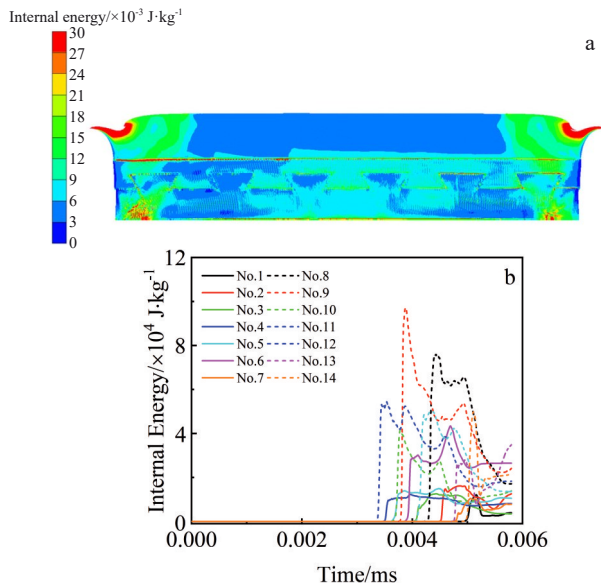 Internal energy/×10⁻³ J·kg⁻¹
a
30
27
24
21
18
15
12
9
6
3
0
b
12
8
4
0
Internal Energy/×10⁴ J·kg⁻¹
No.1 No.8
No.2 No.9
No.3 No.10
No.4 No.11
No.5 No.12
No.6 No.13
No.7 No.14
0.000 0.002 0.004 0.006
Time/ms